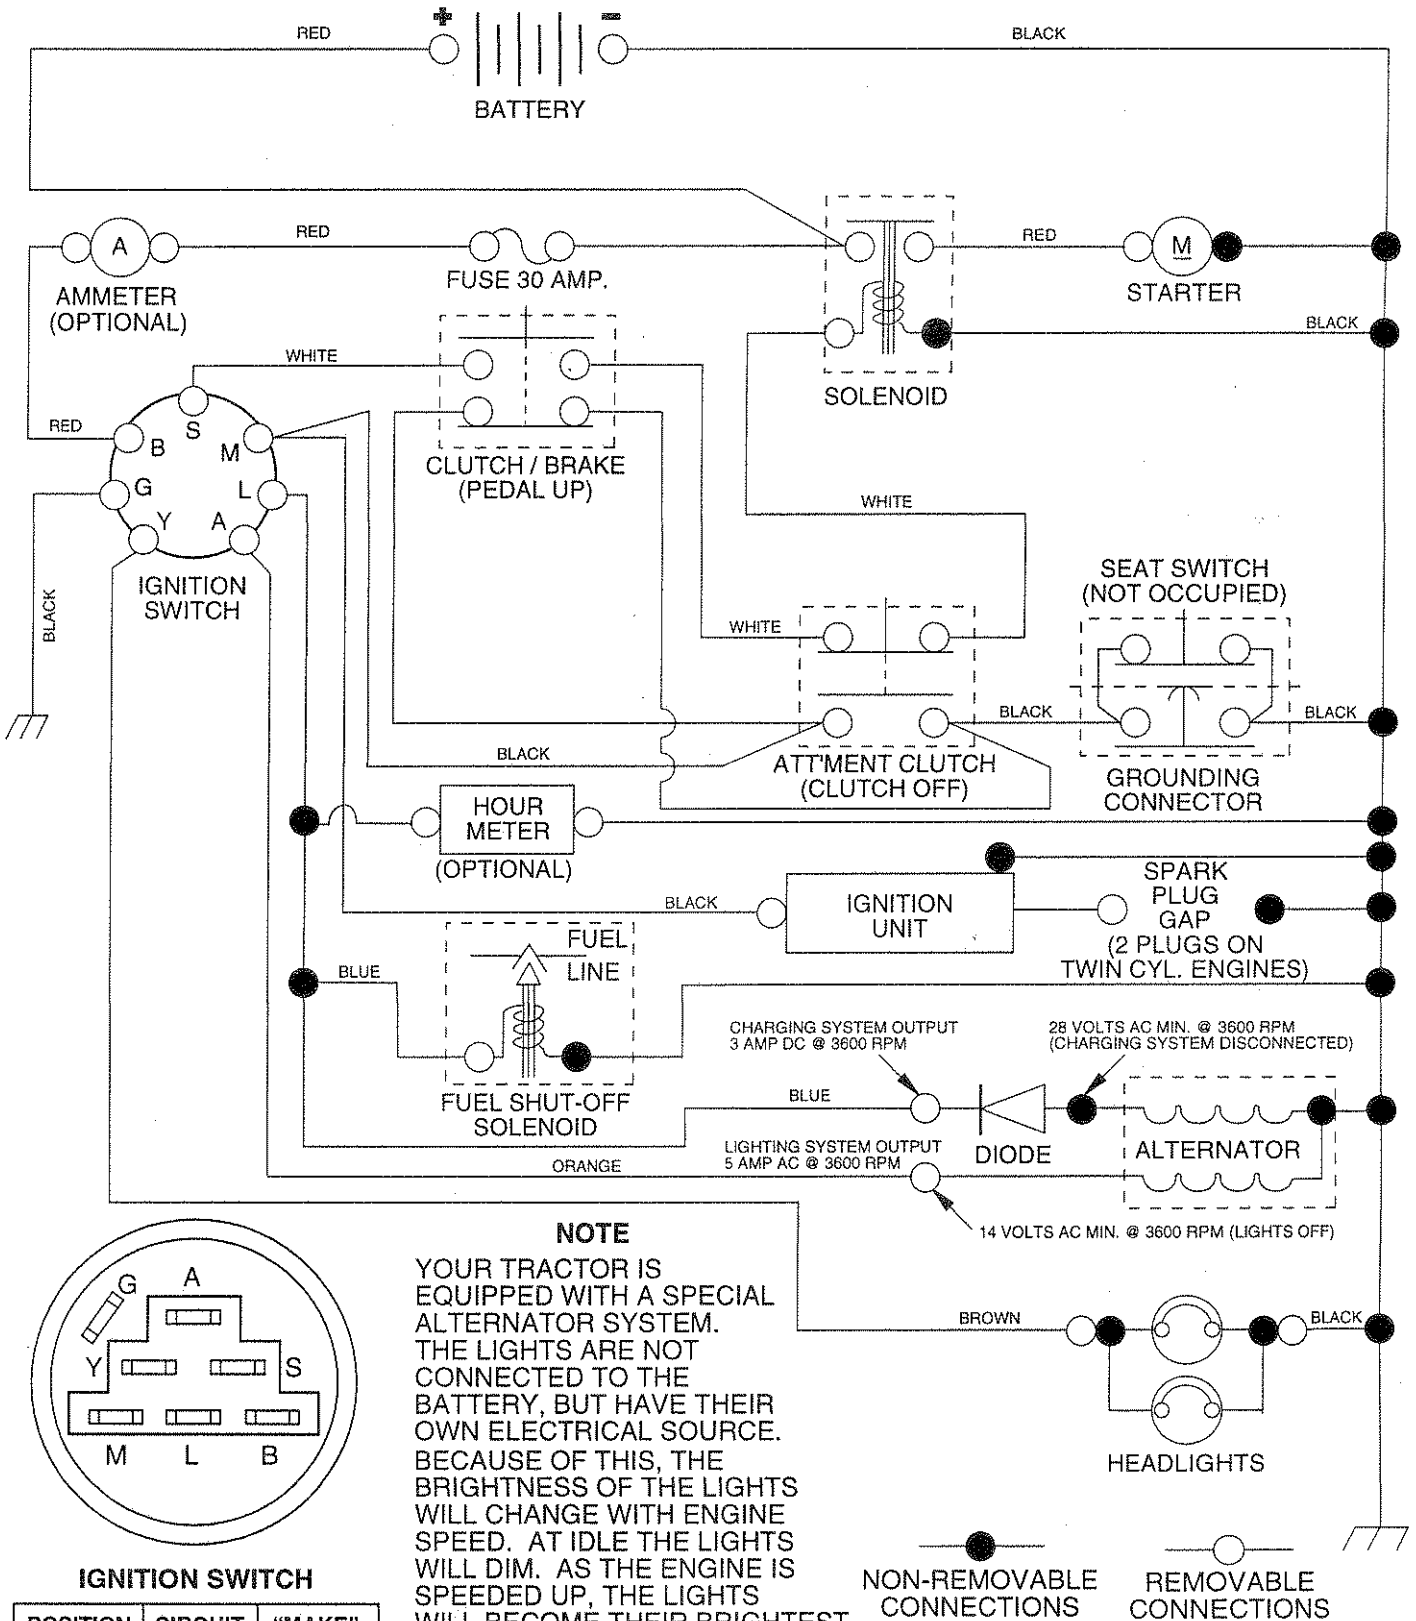 +
-
RED
BLACK
BATTERY
A
RED
RED
M
FUSE 30 AMP.
AMMETER
(OPTIONAL)
STARTER
BLACK
WHITE
SOLENOID
RED
S
B
M
G
L
Y
A
CLUTCH / BRAKE
(PEDAL UP)
WHITE
IGNITION
SWITCH
BLACK
SEAT SWITCH
(NOT OCCUPIED)
WHITE
BLACK
BLACK
BLACK
ATT'MENT CLUTCH
(CLUTCH OFF)
GROUNDING
CONNECTOR
HOUR
METER
(OPTIONAL)
BLACK
IGNITION
UNIT
SPARK
PLUG
GAP
(2 PLUGS ON
TWIN CYL. ENGINES)
FUEL
LINE
BLUE
CHARGING SYSTEM OUTPUT
3 AMP DC @ 3600 RPM
28 VOLTS AC MIN. @ 3600 RPM
(CHARGING SYSTEM DISCONNECTED)
FUEL SHUT-OFF
SOLENOID
BLUE
DIODE
ALTERNATOR
LIGHTING SYSTEM OUTPUT
5 AMP AC @ 3600 RPM
ORANGE
14 VOLTS AC MIN. @ 3600 RPM (LIGHTS OFF)
G
A
Y
S
M
L
B
IGNITION SWITCH
POSITION CIRCUIT "MAKE"
NOTE
YOUR TRACTOR IS
EQUIPPED WITH A SPECIAL
ALTERNATOR SYSTEM.
THE LIGHTS ARE NOT
CONNECTED TO THE
BATTERY, BUT HAVE THEIR
OWN ELECTRICAL SOURCE.
BECAUSE OF THIS, THE
BRIGHTNESS OF THE LIGHTS
WILL CHANGE WITH ENGINE
SPEED. AT IDLE THE LIGHTS
WILL DIM. AS THE ENGINE IS
SPEEDED UP, THE LIGHTS
WILL BECOME THEIR BRIGHTEST
BROWN
BLACK
HEADLIGHTS
NON-REMOVABLE
CONNECTIONS
REMOVABLE
CONNECTIONS